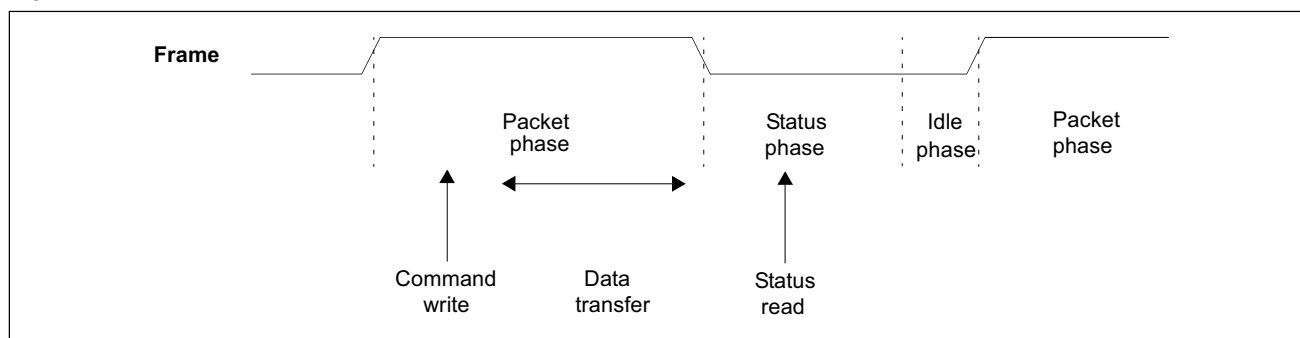 Frame
Packet
phase
Status
phase
Idle
phase
Packet
phase
Command
write
Data
transfer
Status
read